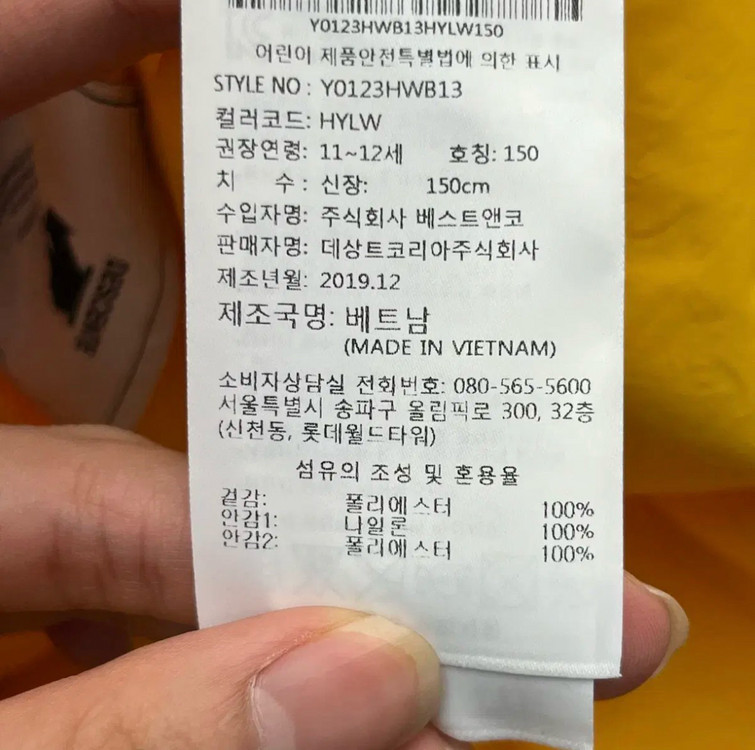 Y0123HWB13HYLW150
어린이 제품안전특별법에 의한 표시
STYLE NO : Y0123HWB13
컬러코드: HYLW
권장연령: 11~12세 호칭: 150
치 수 : 신장: 150cm
수입자명: 주식회사 베스트앤코
판매자명: 데상트코리아주식회사
제조년월: 2019.12
제조국명: 베트남
(MADE IN VIETNAM)
소비자상담실 전화번호: 080-565-5600
서울특별시 송파구 올림픽로 300, 32층
(신천동, 롯데월드타워)
섬유의 조성 및 혼용율
겉감: 폴리에스터 100%
안감1: 나일론 100%
안감2: 폴리에스터 100%